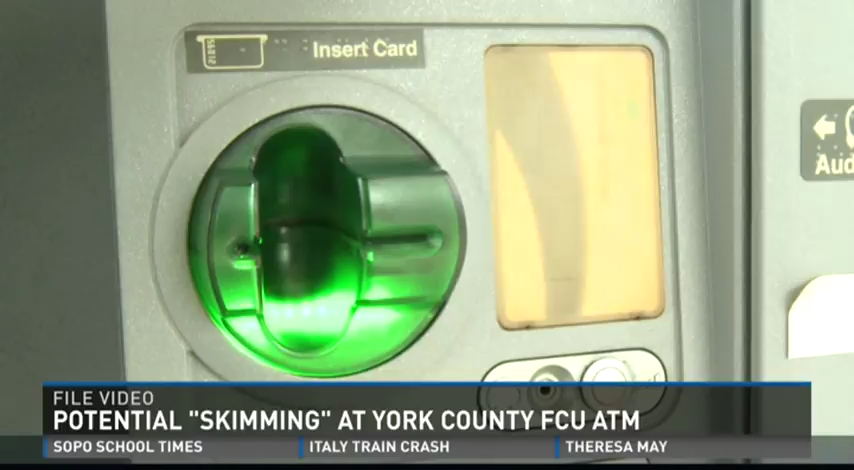 Insert Card
Aud
FILE VIDEO
POTENTIAL "SKIMMING" AT YORK COUNTY FCU ATM
SOPO SCHOOL TIMES
ITALY TRAIN CRASH
THERESA MAY